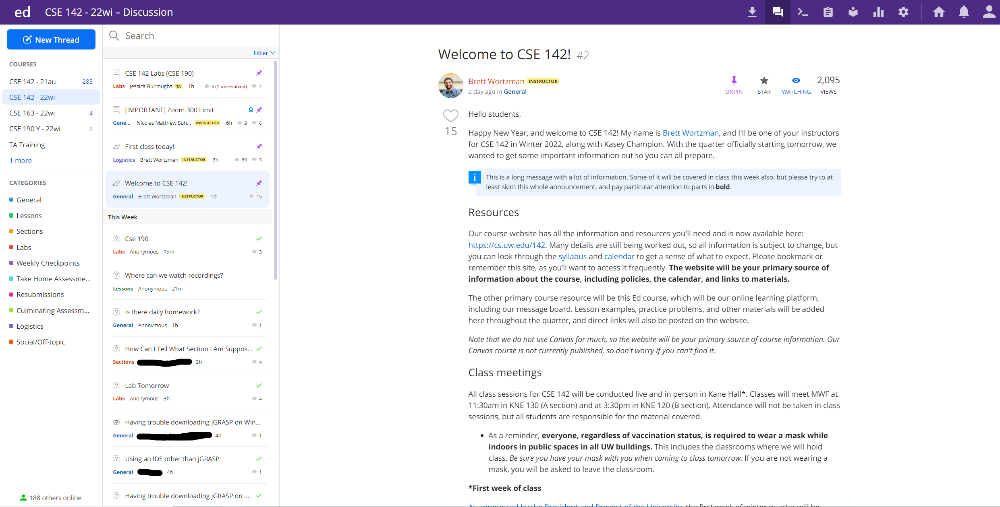 ed CSE 142 - 22wi – Discussion
New Thread
COURSES
CSE 142 - 21au 285
CSE 142 - 22wi
CSE 163 - 22wi 4
CSE 190 Y - 22wi 2
TA Training
1 more
CATEGORIES
General
Lessons
Sections
Labs
Weekly Checkpoints
Take Home Assessme...
Resubmissions
Culminating Assessm...
Logistics
Social/Off-topic
188 others online
Search
Filter
CSE 142 Labs (CSE 190)
Labs Jessica Burroughs TA 1h 6 (1 unresolved) 4
[IMPORTANT] Zoom 300 Limit
Gene... Nicolas Matthew Suh... INSTRUCTOR 6h 3 6
First class today!
Logistics Brett Wortzman INSTRUCTOR 7h 60 3
Welcome to CSE 142!
General Brett Wortzman INSTRUCTOR 1d 15
This Week
Cse 190
Labs Anonymous 19m 3
Where can we watch recordings?
Lessons Anonymous 21m
is there daily homework?
General Anonymous 1h 1
How Can I Tell What Section I Am Suppos...
Sections 3h 4
Lab Tomorrow
Labs Anonymous 3h 4
Having trouble downloading jGRASP on Win...
General 4h 1
Using an IDE other than jGRASP
General 4h 1
Having trouble downloading jGRASP on ...
Welcome to CSE 142! #2
Brett Wortzman INSTRUCTOR
a day ago in General
UNPIN
STAR
WATCHING
2,095
VIEWS
15
Hello students,
Happy New Year, and welcome to CSE 142! My name is Brett Wortzman, and I'll be one of your instructors
for CSE 142 in Winter 2022, along with Kasey Champion. With the quarter officially starting tomorrow, we
wanted to get some important information out so you can all prepare.
i
This is a long message with a lot of information. Some of it will be covered in class this week also, but please try to at
least skim this whole announcement, and pay particular attention to parts in bold.
Resources
Our course website has all the information and resources you'll need and is now available here:
https://cs.uw.edu/142. Many details are still being worked out, so all information is subject to change, but
you can look through the syllabus and calendar to get a sense of what to expect. Please bookmark or
remember this site, as you’ll want to access it frequently. The website will be your primary source of
information about the course, including policies, the calendar, and links to materials.
The other primary course resource will be this Ed course, which will be our online learning platform,
including our message board. Lesson examples, practice problems, and other materials will be added
here throughout the quarter, and direct links will also be posted on the website.
Note that we do not use Canvas for much, so the website will be your primary source of course information. Our
Canvas course is not currently published, so don't worry if you can't find it.
Class meetings
All class sessions for CSE 142 will be conducted live and in person in Kane Hall*. Classes will meet MWF at
11:30am in KNE 130 (A section) and at 3:30pm in KNE 120 (B section). Attendance will not be taken in class
sessions, but all students are responsible for the material covered.
• As a reminder, everyone, regardless of vaccination status, is required to wear a mask while
indoors in public spaces in all UW buildings. This includes the classrooms where we will hold
class. Be sure you have your mask with you when coming to class tomorrow. If you are not wearing a
mask, you will be asked to leave the classroom.
*First week of class
As announced by the President and Provost of the University, the first week of winter quarter will be